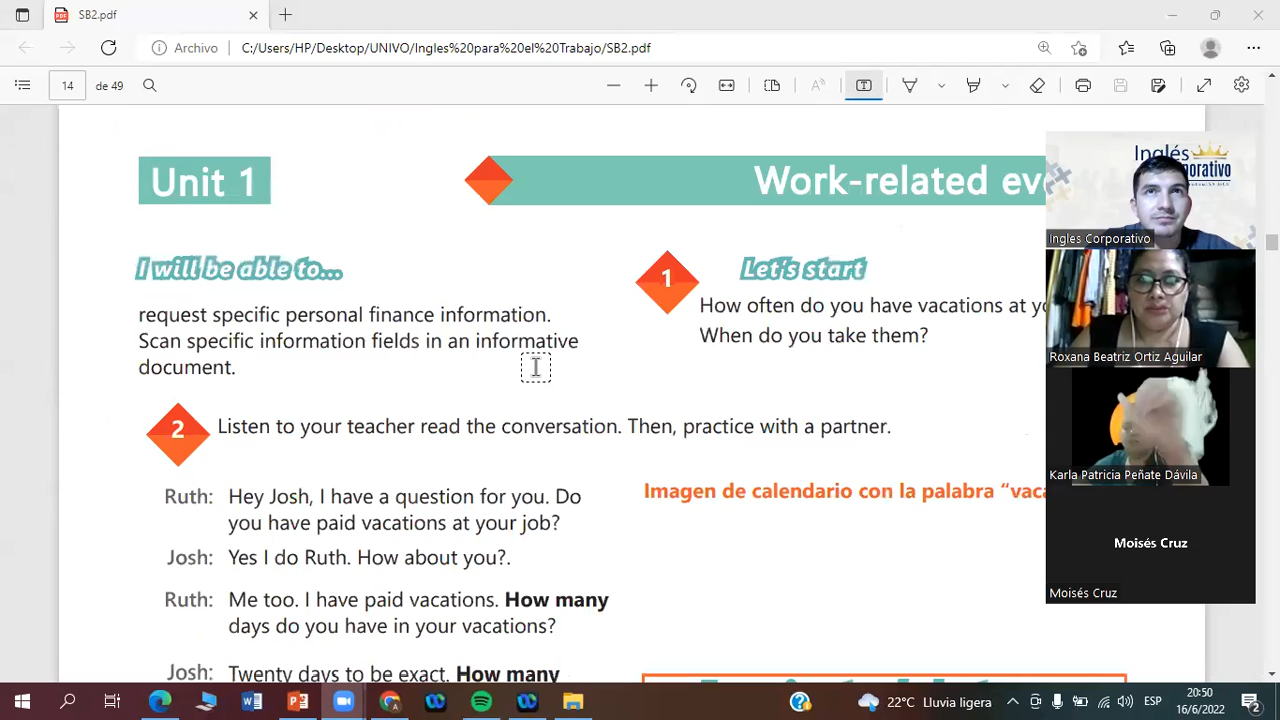 SB2.pdf
Archivo
C:/Users/HP/Desktop/UNIVO/Ingles%20para%20el%20Trabajo/SB2.pdf
14
de 49
Unit 1
Work-related eve
Inglés
rporativo
I will be able to...
request specific personal finance information.
Scan specific information fields in an informative
document.
1
Let's start
How often do you have vacations at yo
When do you take them?
Ingles Corporativo
Roxana Beatriz Ortiz Aguilar
2
Listen to your teacher read the conversation. Then, practice with a partner.
Karla Patricia Peñate Dávila
Ruth: Hey Josh, I have a question for you. Do
you have paid vacations at your job?
Josh: Yes I do Ruth. How about you?.
Ruth: Me too. I have paid vacations. How many
days do you have in your vacations?
Josh: Twenty days to be exact. How many
Imagen de calendario con la palabra “vaca
Moisés Cruz
Moisés Cruz
22°C Lluvia ligera
ESP
20:50
16/6/2022
2